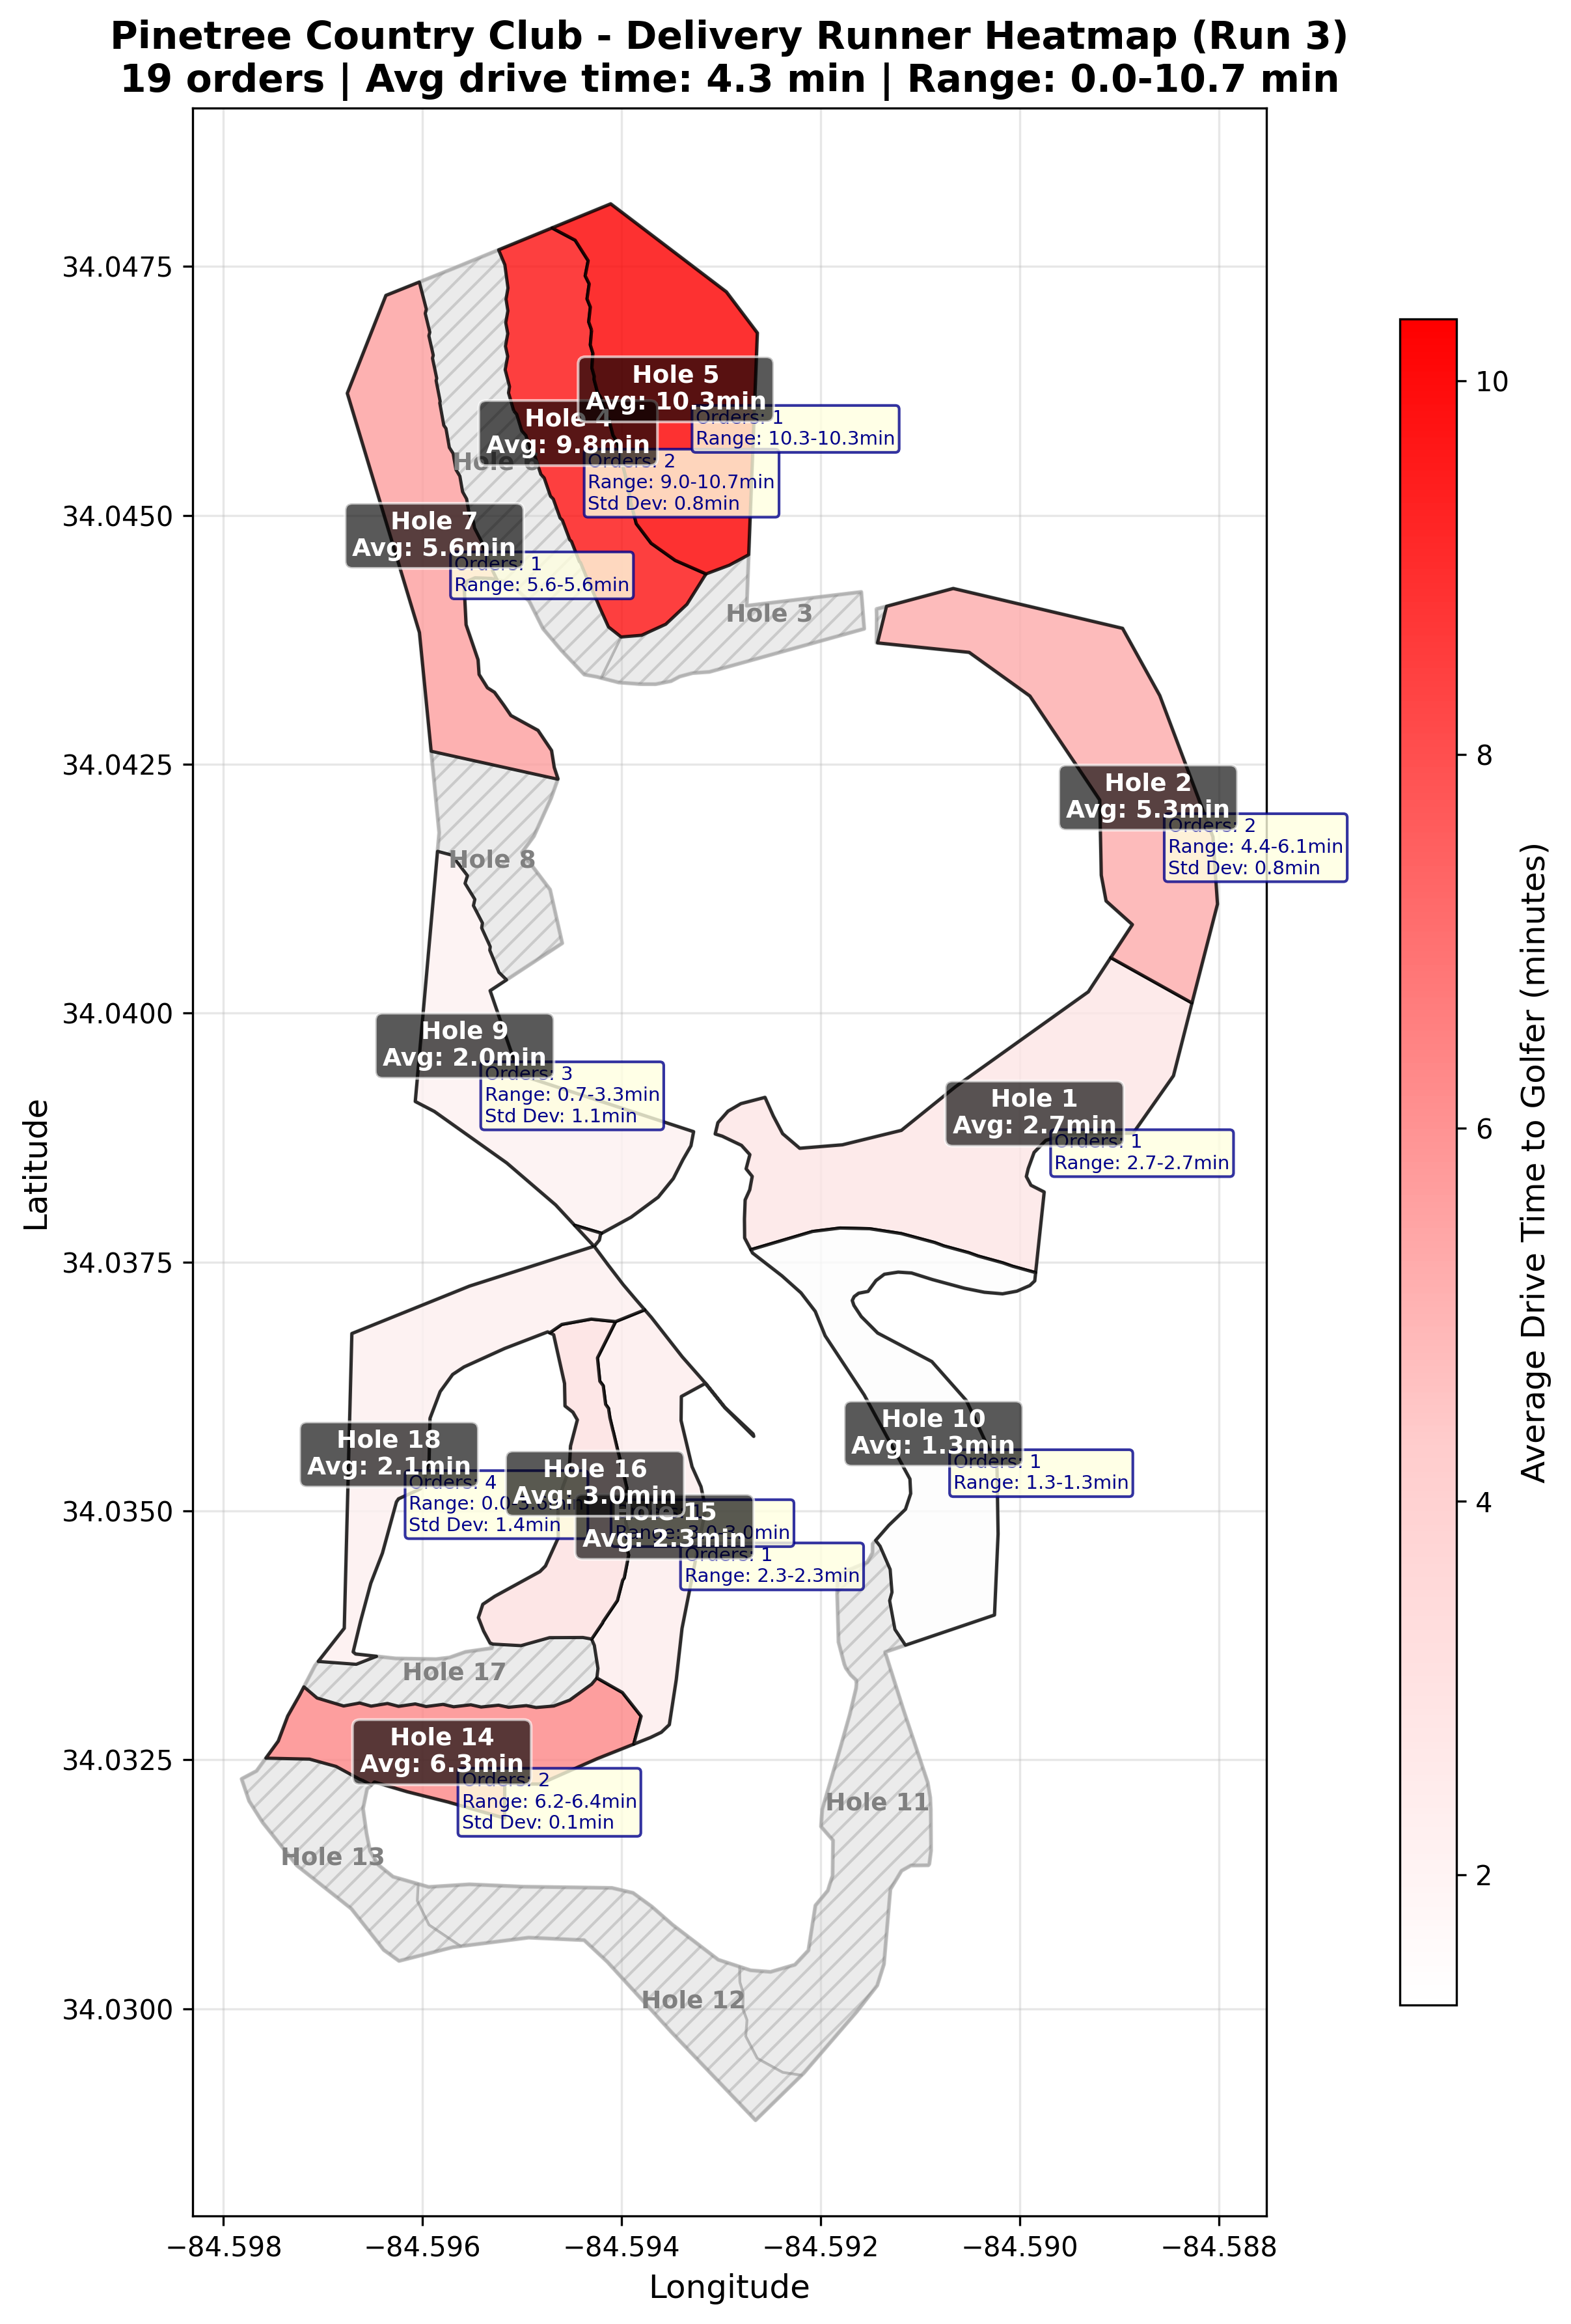 Pinetree Country Club - Delivery Runner Heatmap (Run 3)
19 orders | Avg drive time: 4.3 min | Range: 0.0-10.7 min
34.0475
34.0450
34.0425
34.0400
34.0375
34.0350
34.0325
34.0300
Latitude
−84.598
−84.596
−84.594
−84.592
−84.590
−84.588
Longitude
Hole 5
Avg: 10.3min
Orders: 1
Range: 10.3-10.3min
Hole 4
Avg: 9.8min
Orders: 2
Range: 9.0-10.7min
Std Dev: 0.8min
Hole
Hole 7
Avg: 5.6min
Orders: 1
Range: 5.6-5.6min
Hole 3
Hole 2
Avg: 5.3min
Orders: 2
Range: 4.4-6.1min
Std Dev: 0.8min
Hole 8
Hole 9
Avg: 2.0min
Orders: 3
Range: 0.7-3.3min
Std Dev: 1.1min
Hole 1
Avg: 2.7min
Orders: 1
Range: 2.7-2.7min
Hole 10
Avg: 1.3min
Orders: 1
Range: 1.3-1.3min
Hole 18
Avg: 2.1min
Orders: 4
Range: 0.0-3.6min
Std Dev: 1.4min
Hole 16
Avg: 3.0min
Range: 3.0-3.0min
Hole 15
Avg: 2.3min
Orders: 1
Range: 2.3-2.3min
Hole 17
Hole 14
Avg: 6.3min
Orders: 2
Range: 6.2-6.4min
Std Dev: 0.1min
Hole 11
Hole 13
Hole 12
10
8
6
4
2
Average Drive Time to Golfer (minutes)